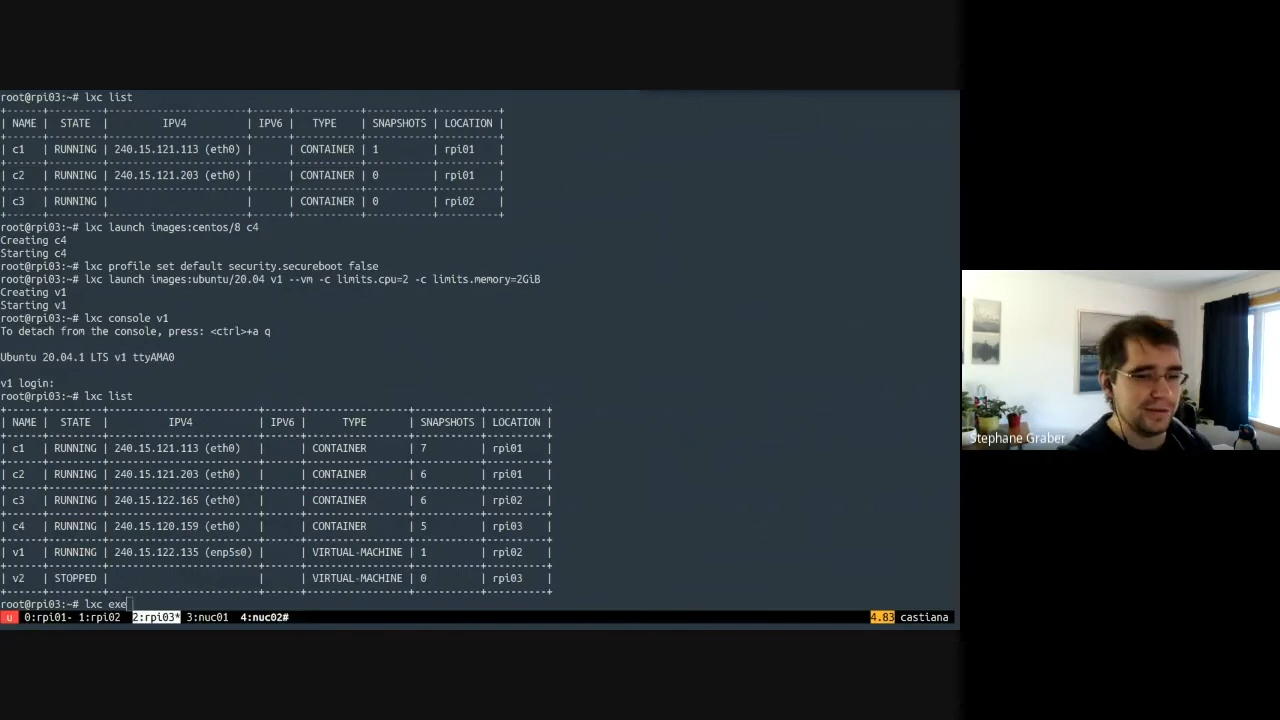 root@rpi03:~# lxc list
| NAME | STATE | IPV4 | IPV6 | TYPE | SNAPSHOTS | LOCATION |
| c1 | RUNNING | 240.15.121.113 (eth0) | | CONTAINER | 1 | rpi01 |
| c2 | RUNNING | 240.15.121.203 (eth0) | | CONTAINER | 0 | rpi01 |
| c3 | RUNNING | | | CONTAINER | 0 | rpi02 |
root@rpi03:~# lxc launch images:centos/8 c4
Creating c4
Starting c4
root@rpi03:~# lxc profile set default security.secureboot false
root@rpi03:~# lxc launch images:ubuntu/20.04 v1 --vm -c limits.cpu=2 -c limits.memory=2GiB
Creating v1
Starting v1
root@rpi03:~# lxc console v1
To detach from the console, press: <ctrl>+a q
Ubuntu 20.04.1 LTS v1 ttyAMA0
v1 login:
root@rpi03:~# lxc list
| NAME | STATE | IPV4 | IPV6 | TYPE | SNAPSHOTS | LOCATION |
| c1 | RUNNING | 240.15.121.113 (eth0) | | CONTAINER | 7 | rpi01 |
| c2 | RUNNING | 240.15.121.203 (eth0) | | CONTAINER | 6 | rpi01 |
| c3 | RUNNING | 240.15.122.165 (eth0) | | CONTAINER | 6 | rpi02 |
| c4 | RUNNING | 240.15.120.159 (eth0) | | CONTAINER | 5 | rpi03 |
| v1 | RUNNING | 240.15.122.135 (enp5s0) | | VIRTUAL-MACHINE | 1 | rpi02 |
| v2 | STOPPED | | | VIRTUAL-MACHINE | 0 | rpi03 |
root@rpi03:~# lxc exe
u 0:rpi01- 1:rpi02 2:rpi03* 3:nuc01 4:nuc02# 4.83 castiana
Stephane Graber